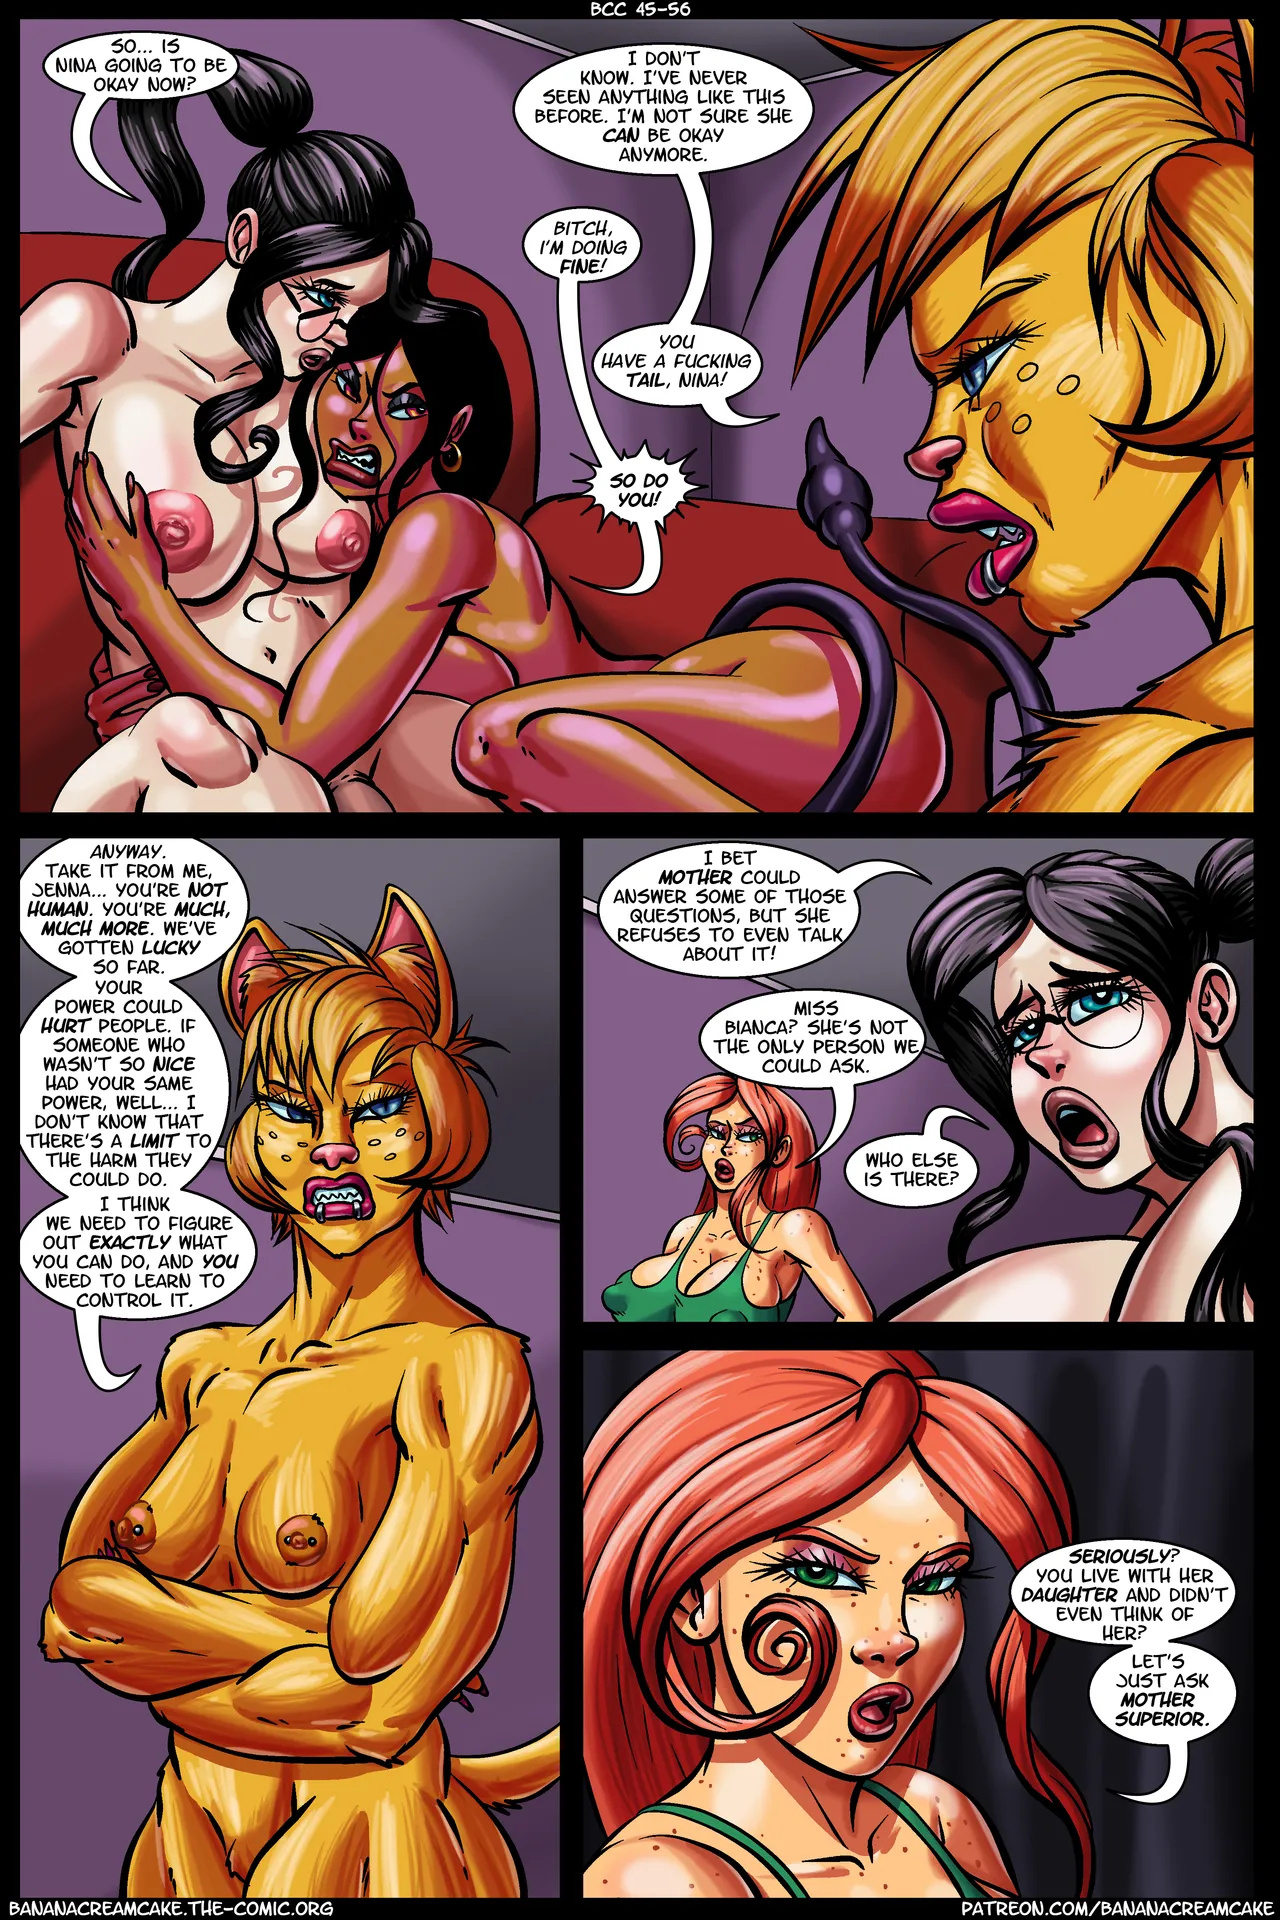 BCC 45-56
SO... IS
NINA GOING TO BE
OKAY NOW?
I DON'T
KNOW. I'VE NEVER
SEEN ANYTHING LIKE THIS
BEFORE. I'M NOT SURE SHE
CAN BE OKAY
ANYMORE.
BITCH,
I'M DOING
FINE!
YOU
HAVE A FUCKING
TAIL, NINA!
SO DO
YOU!
ANYWAY.
TAKE IT FROM ME,
JENNA... YOU'RE NOT
HUMAN. YOU'RE MUCH,
MUCH MORE. WE'VE
GOTTEN LUCKY
SO FAR.
YOUR
POWER COULD
HURT PEOPLE. IF
SOMEONE WHO
WASN'T SO NICE
HAD YOUR SAME
POWER, WELL... I
DON'T KNOW THAT
THERE'S A LIMIT TO
THE HARM THEY
COULD DO.
I THINK
WE NEED TO FIGURE
OUT EXACTLY WHAT
YOU CAN DO, AND YOU
NEED TO LEARN TO
CONTROL IT.
I BET
MOTHER COULD
ANSWER SOME OF THOSE
QUESTIONS, BUT SHE
REFUSES TO EVEN TALK
ABOUT IT!
MISS
BIANCA? SHE'S NOT
THE ONLY PERSON WE
COULD ASK.
WHO ELSE
IS THERE?
SERIOUSLY?
YOU LIVE WITH HER
DAUGHTER AND DIDN'T
EVEN THINK OF
HER?
LET'S
JUST ASK
MOTHER
SUPERIOR.
BANANACREAMCAKE.THE-COMIC.ORG
PATREON.COM/BANANACREAMCAKE